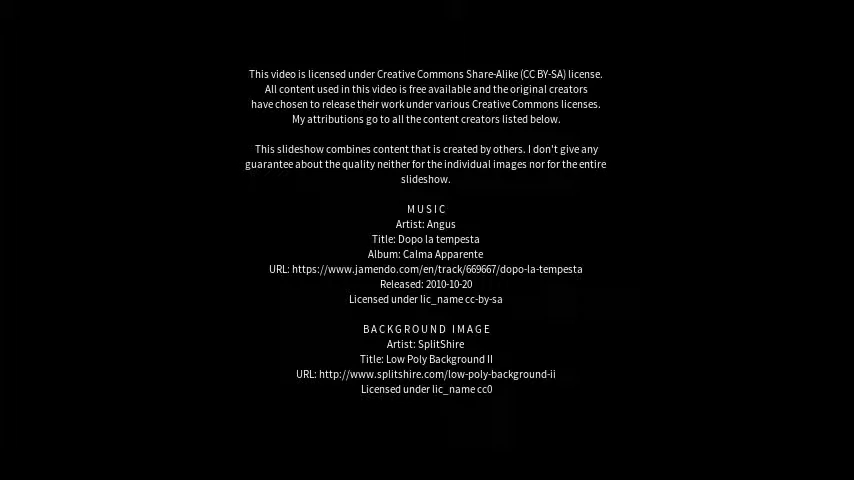 This video is licensed under Creative Commons Share-Alike (CC BY-SA) license.
All content used in this video is free available and the original creators
have chosen to release their work under various Creative Commons licenses.
My attributions go to all the content creators listed below.
This slideshow combines content that is created by others. I don't give any
guarantee about the quality neither for the individual images nor for the entire
slideshow.
MUSIC
Artist: Angus
Title: Dopo la tempesta
Album: Calma Apparente
URL: https://www.jamendo.com/en/track/669667/dopo-la-tempesta
Released: 2010-10-20
Licensed under lic_name cc-by-sa
BACKGROUND IMAGE
Artist: SplitShire
Title: Low Poly Background II
URL: http://www.splitshire.com/low-poly-background-ii
Licensed under lic_name cc0